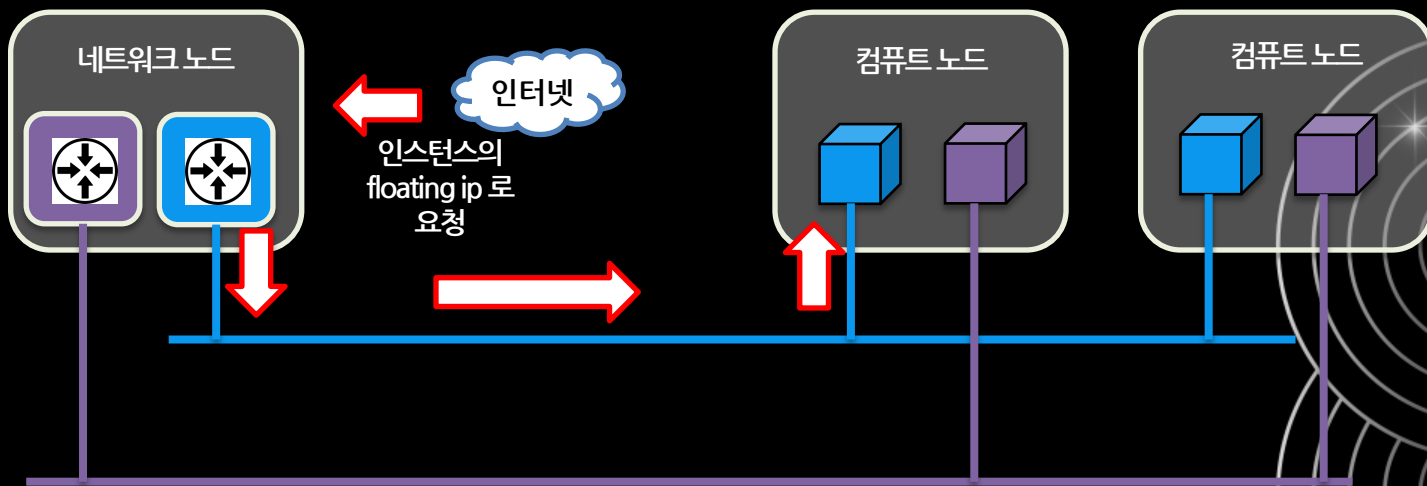 네트워크 노드
인터넷
인스턴스의
floating ip 로
요청
컴퓨트 노드
컴퓨트 노드